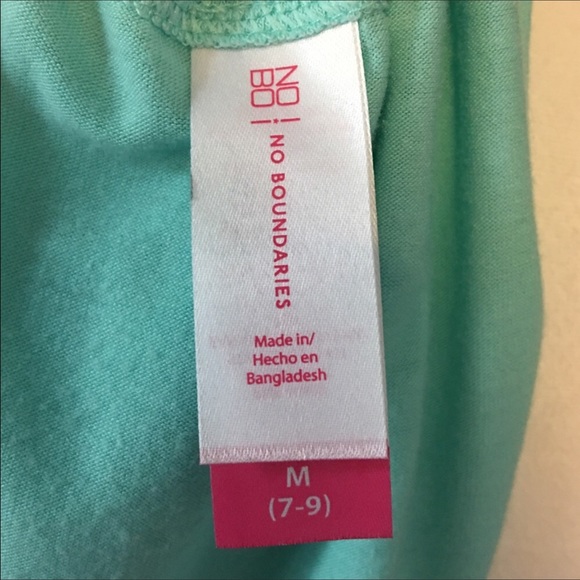 NO!
BO!
NO BOUNDARIES
Made in/
Hecho en
Bangladesh
M
(7-9)